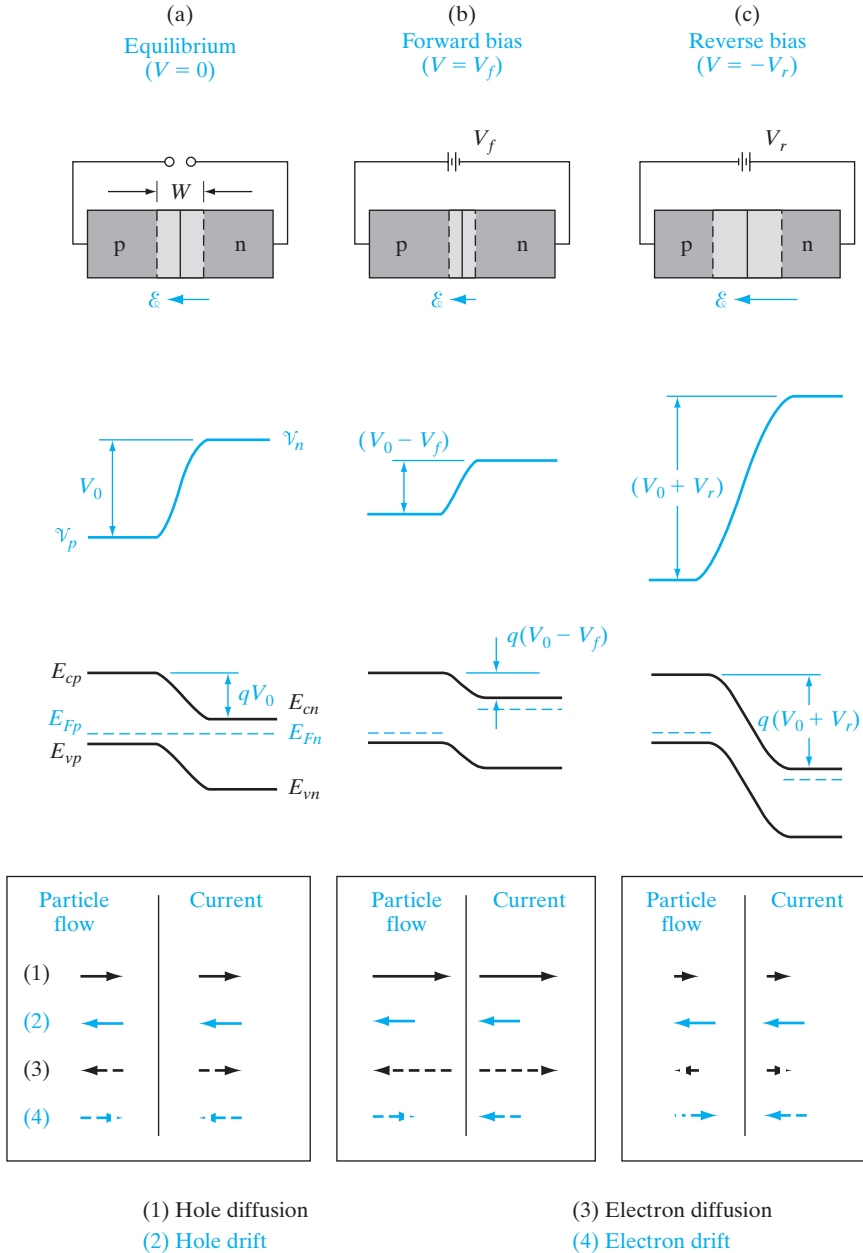 (a)
Equilibrium
(V = 0)
(b)
Forward bias
(V = V_f)
(c)
Reverse bias
(V = −V_r)
W
p
n
ℰ
V_f
p
n
ℰ
V_r
p
n
ℰ
V_0
𝒱_n
𝒱_p
(V_0 − V_f)
(V_0 + V_r)
E_cp
qV_0
E_cn
E_Fp
E_Fn
E_vp
E_vn
q(V_0 − V_f)
q(V_0 + V_r)
Particle
flow
Current
(1)
(2)
(3)
(4)
Particle
flow
Current
Particle
flow
Current
(1) Hole diffusion
(2) Hole drift
(3) Electron diffusion
(4) Electron drift